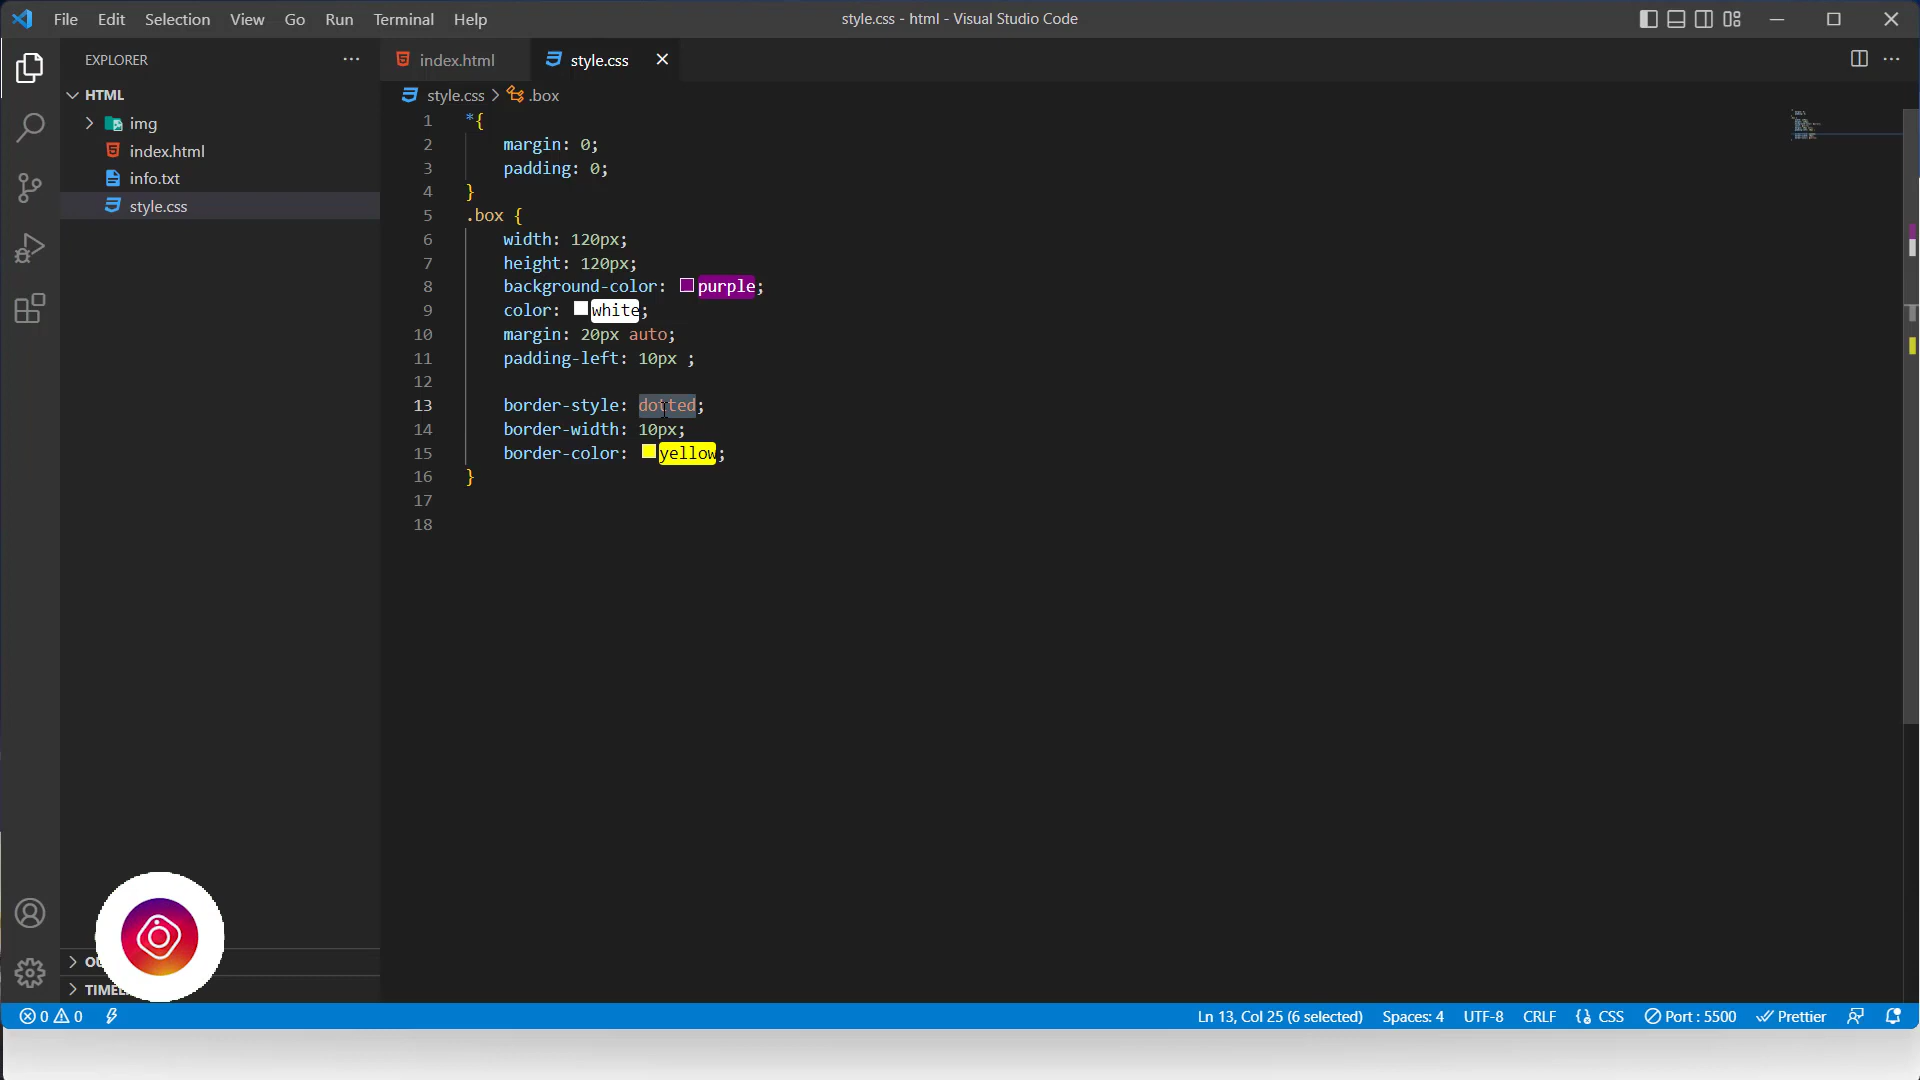 File Edit Selection View Go Run Terminal Help
style.css - html - Visual Studio Code
EXPLORER
HTML
img
index.html
info.txt
style.css
index.html
style.css
style.css > .box
1 *{
2 margin: 0;
3 padding: 0;
4 }
5 .box {
6 width: 120px;
7 height: 120px;
8 background-color: purple;
9 color: white;
10 margin: 20px auto;
11 padding-left: 10px ;
12
13 border-style: dotted;
14 border-width: 10px;
15 border-color: yellow;
16 }
17
18
0 0
Ln 13, Col 25 (6 selected) Spaces: 4 UTF-8 CRLF CSS Port : 5500 Prettier